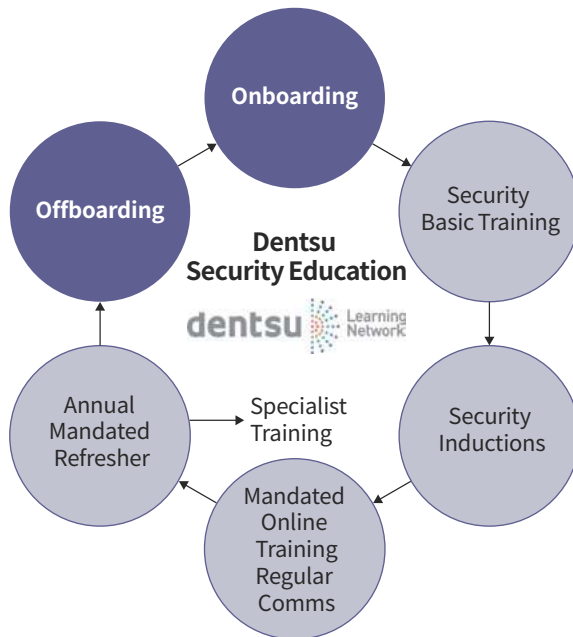 Onboarding
Security
Basic Training
Security
Inductions
Mandated
Online
Training
Regular
Comms
Annual
Mandated
Refresher
Specialist
Training
Offboarding
Dentsu
Security Education
dentsu
Learning
Network